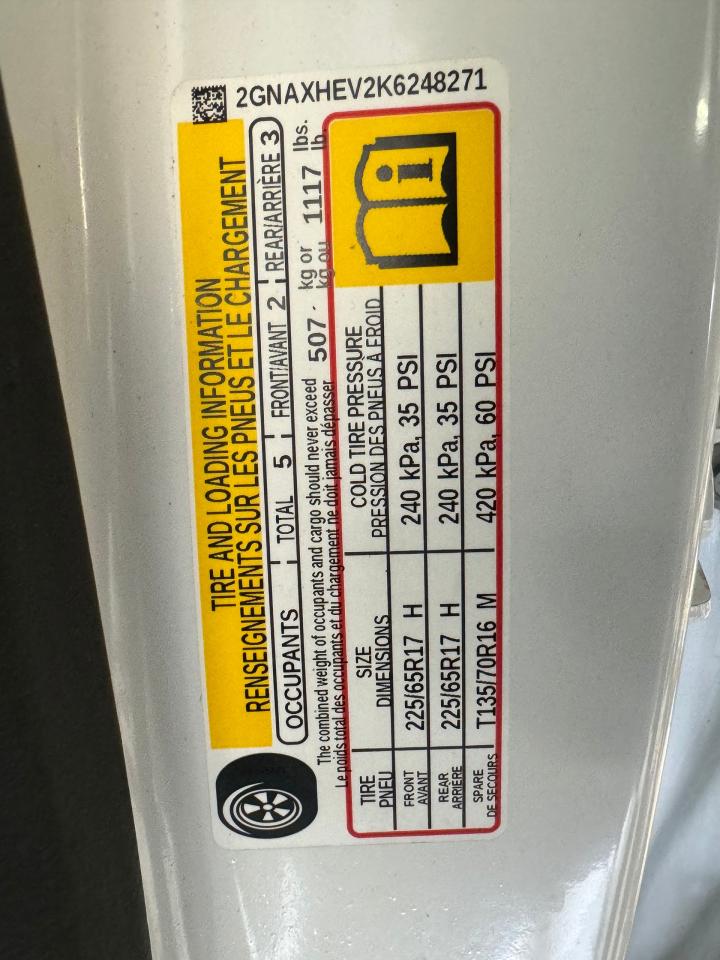 2GNAXHEV2K6248271
TIRE AND LOADING INFORMATION
RENSEIGNEMENTS SUR LES PNEUS ET LE CHARGEMENT
OCCUPANTS TOTAL 5 FRONT/AVANT 2 REAR/ARRIÈRE 3
The combined weight of occupants and cargo should never exceed 507 kg or 1117 lbs.
Le poids total des occupants et du chargement ne doit jamais dépasser kg ou lb.
TIRE SIZE COLD TIRE PRESSURE
PNEU DIMENSIONS PRESSION DES PNEUS À FROID
FRONT 225/65R17 H 240 kPa, 35 PSI
AVANT
REAR 225/65R17 H 240 kPa, 35 PSI
ARRIÈRE
SPARE T135/70R16 M 420 kPa, 60 PSI
DE SECOURS
i